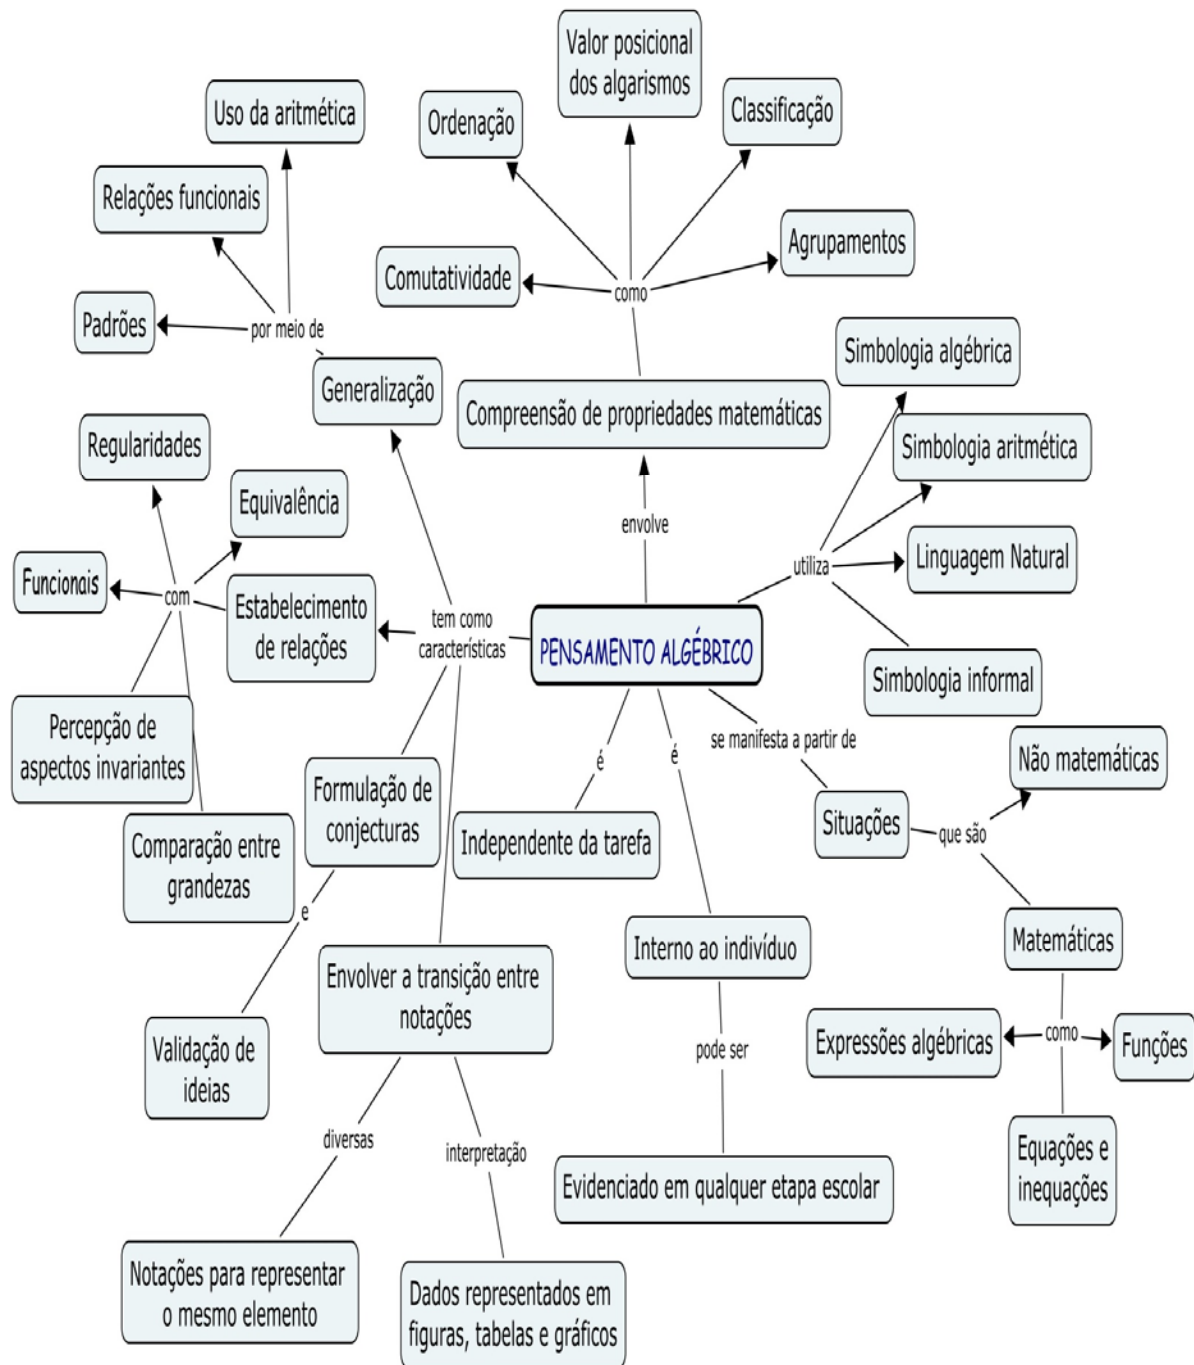 Valor posicional
dos algarismos
Uso da aritmética
Ordenação
Classificação
Relações funcionais
Comutatividade
Agrupamentos
como
Padrões
por meio de
Simbologia algébrica
Generalização
Compreensão de propriedades matemáticas
Regularidades
Simbologia aritmética
Equivalência
envolve
Funcionais
com
utiliza
Linguagem Natural
Estabelecimento
de relações
tem como
características
PENSAMENTO ALGÉBRICO
Simbologia informal
Percepção de
aspectos invariantes
se manifesta a partir de
é
é
Não matemáticas
Formulação de
conjecturas
Situações
que são
Independente da tarefa
Comparação entre
grandezas
e
Matemáticas
Interno ao indivíduo
Envolver a transição entre
notações
Validação de
ideias
pode ser
Expressões algébricas
como
Funções
diversas
interpretação
Equações e
inequações
Evidenciado em qualquer etapa escolar
Notações para representar
o mesmo elemento
Dados representados em
figuras, tabelas e gráficos